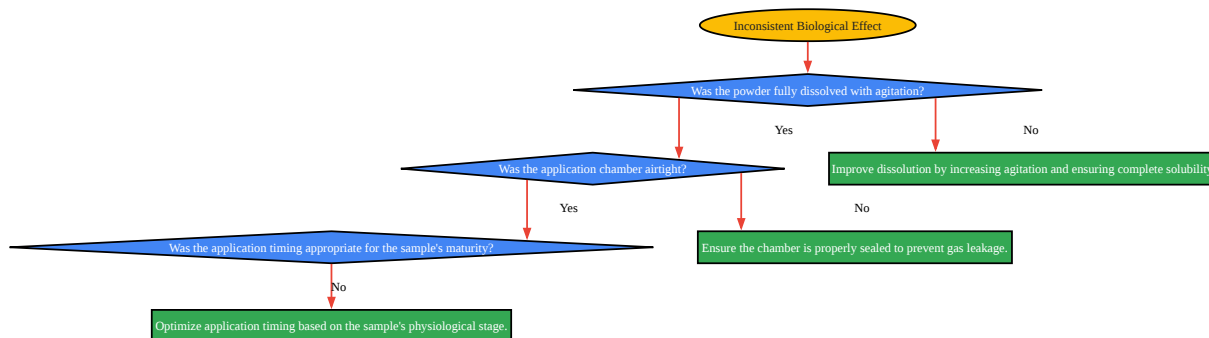 Inconsistent Biological Effect
Was the powder fully dissolved with agitation?
Yes
No
Was the application chamber airtight?
Improve dissolution by increasing agitation and ensuring complete solubility
Yes
No
Was the application timing appropriate for the sample's maturity?
Ensure the chamber is properly sealed to prevent gas leakage.
No
Optimize application timing based on the sample's physiological stage.